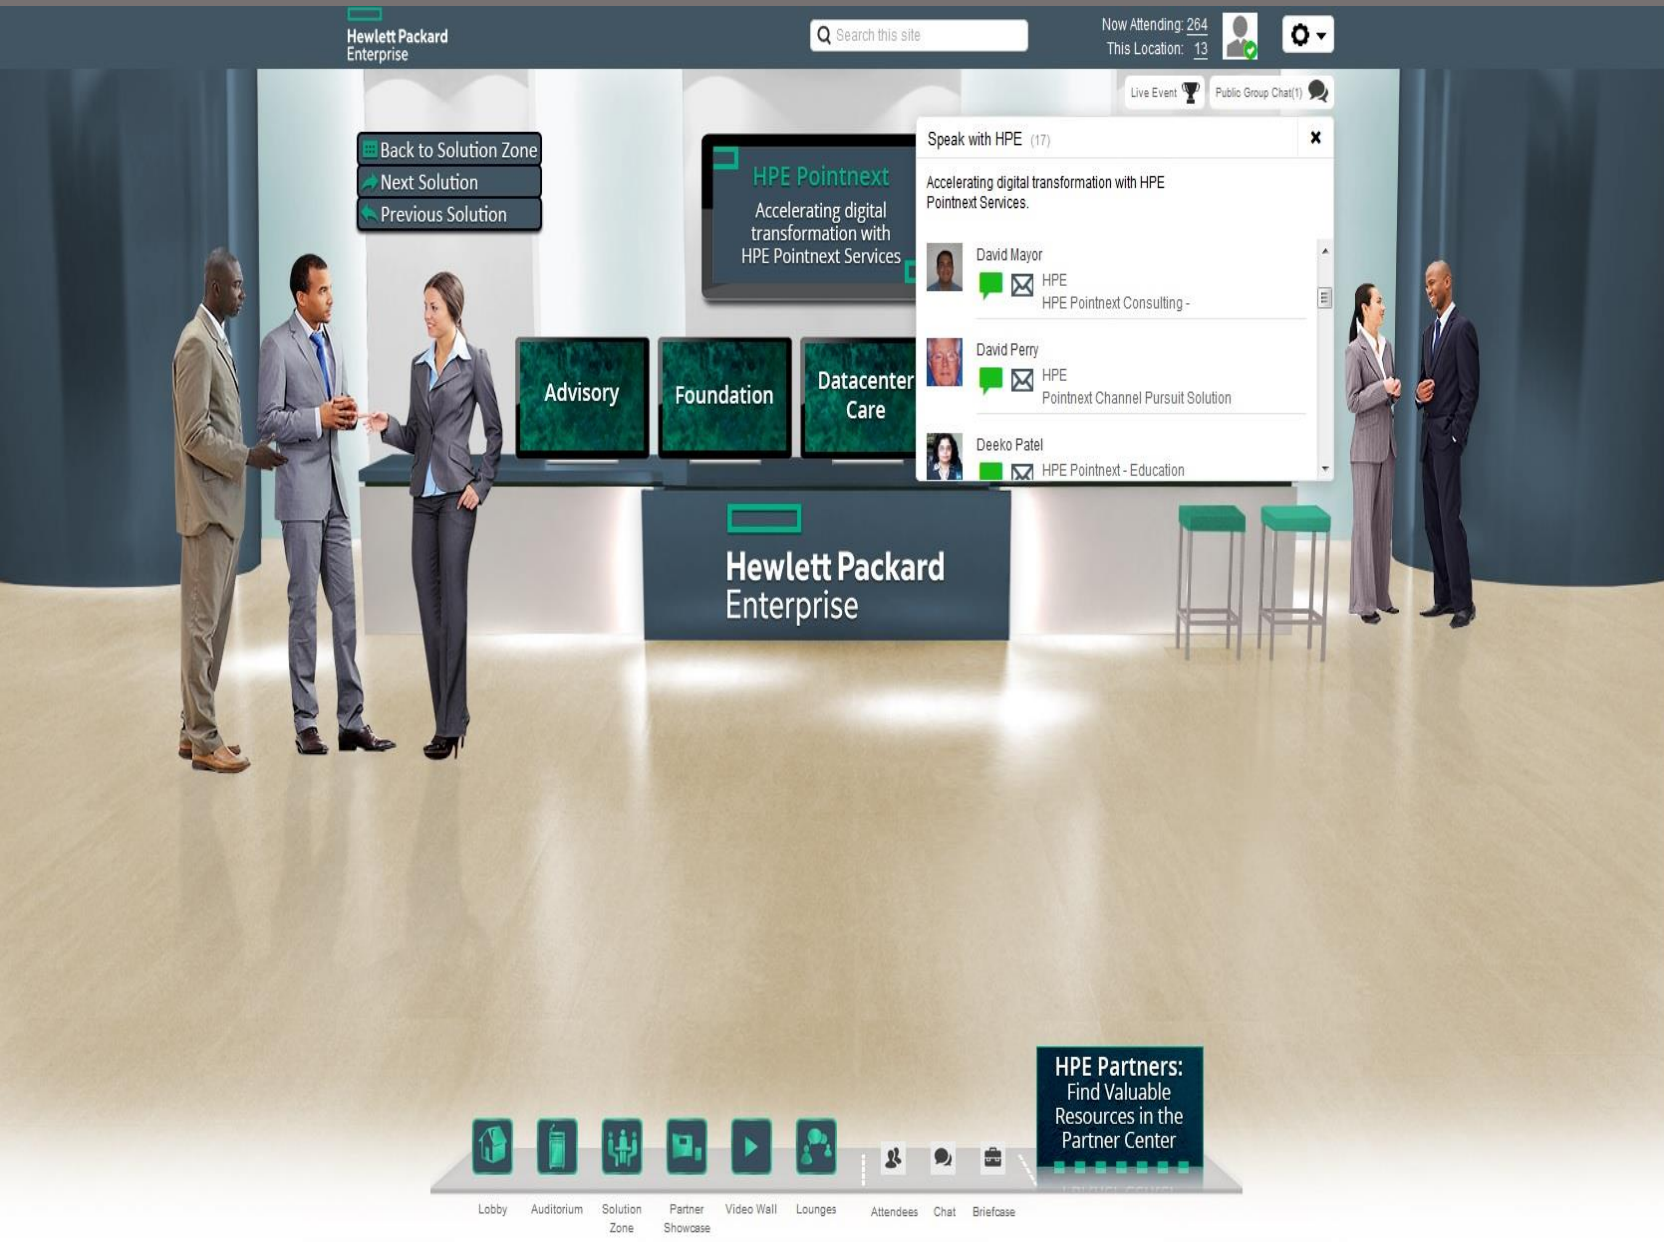 Hewlett Packard
Enterprise
Search this site
Now Attending: 264
This Location: 13
Live Event
Public Group Chat(1)
Back to Solution Zone
Next Solution
Previous Solution
HPE Pointnext
Accelerating digital
transformation with
HPE Pointnext Services
Speak with HPE (17)
Accelerating digital transformation with HPE
Pointnext Services.
David Mayor
HPE
HPE Pointnext Consulting -
David Perry
HPE
Pointnext Channel Pursuit Solution
Deeko Patel
HPE Pointnext - Education
Advisory
Foundation
Datacenter
Care
Hewlett Packard
Enterprise
HPE Partners:
Find Valuable
Resources in the
Partner Center
Lobby
Auditorium
Solution
Zone
Partner
Showcase
Video Wall
Lounges
Attendees
Chat
Briefcase